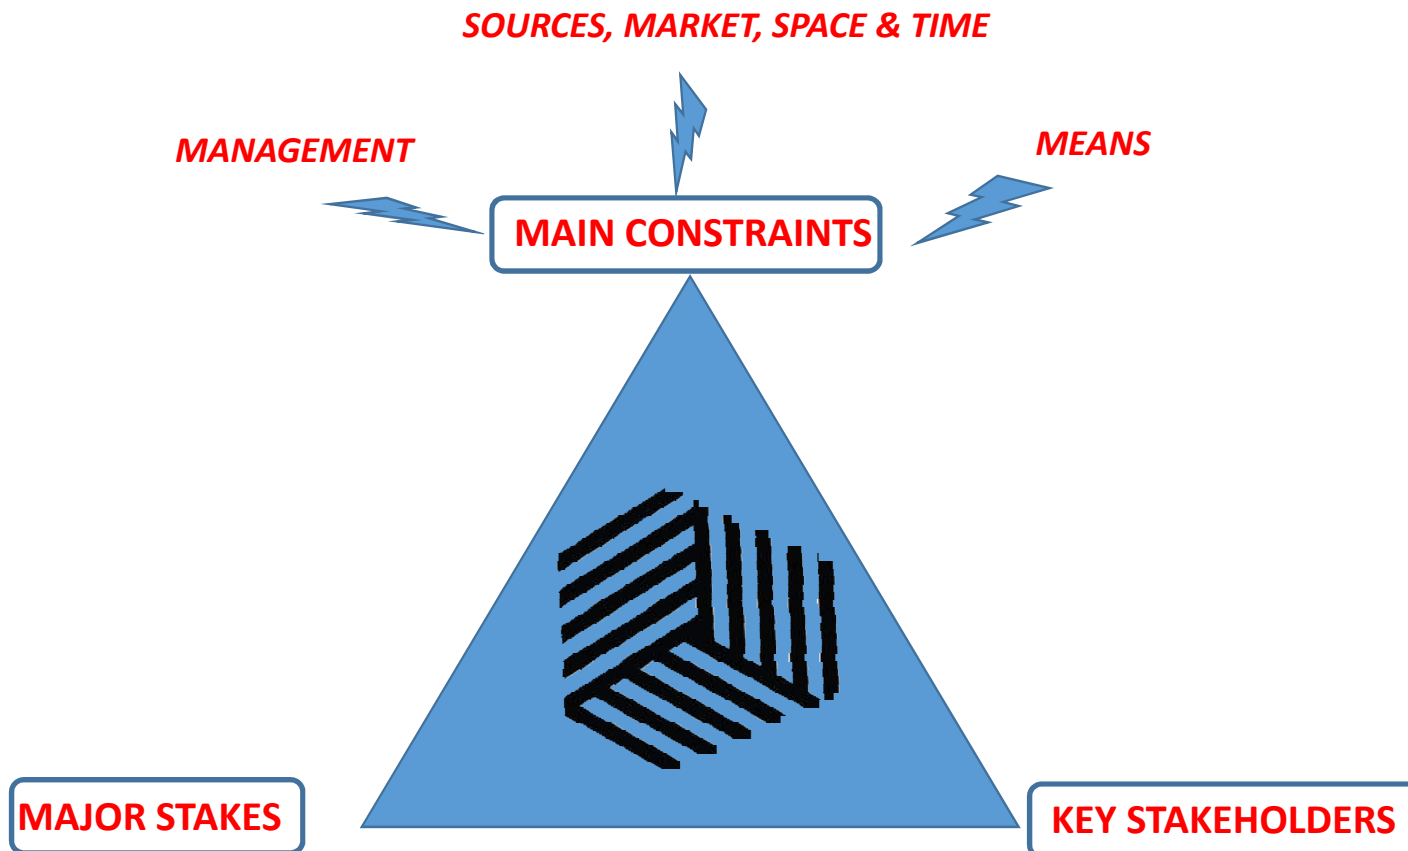 SOURCES, MARKET, SPACE & TIME
MANAGEMENT
MEANS
MAIN CONSTRAINTS
MAJOR STAKES
KEY STAKEHOLDERS